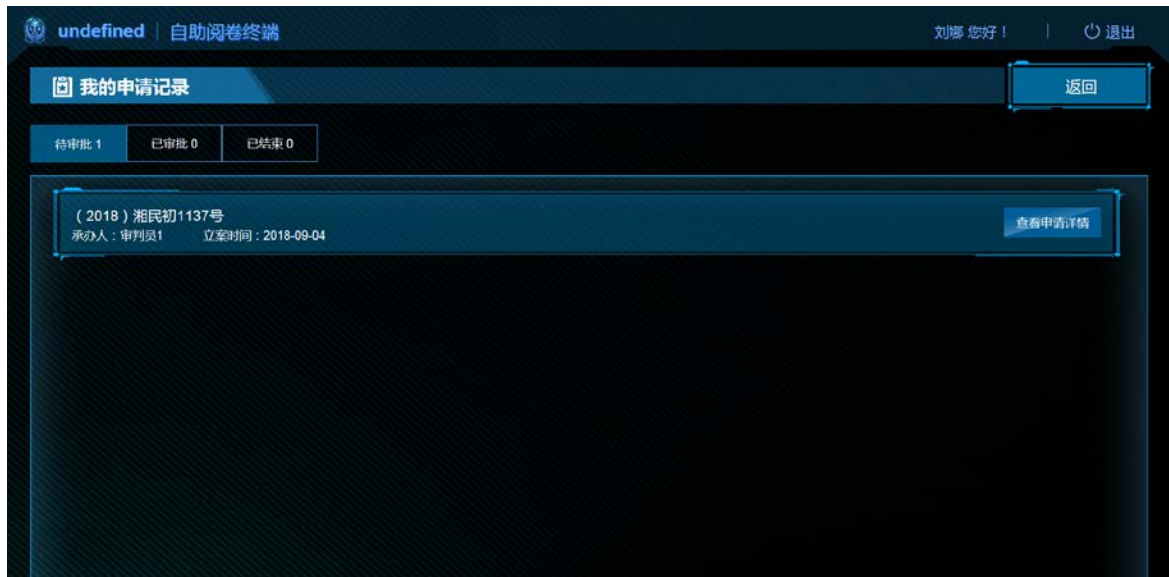 undefined | 自助阅卷终端
刘娜 您好！ | 退出
我的申请记录
返回
待审批 1
已审批 0
已结束 0
（2018）湘民初1137号
承办人：审判员1 立案时间：2018-09-04
查看申请详情